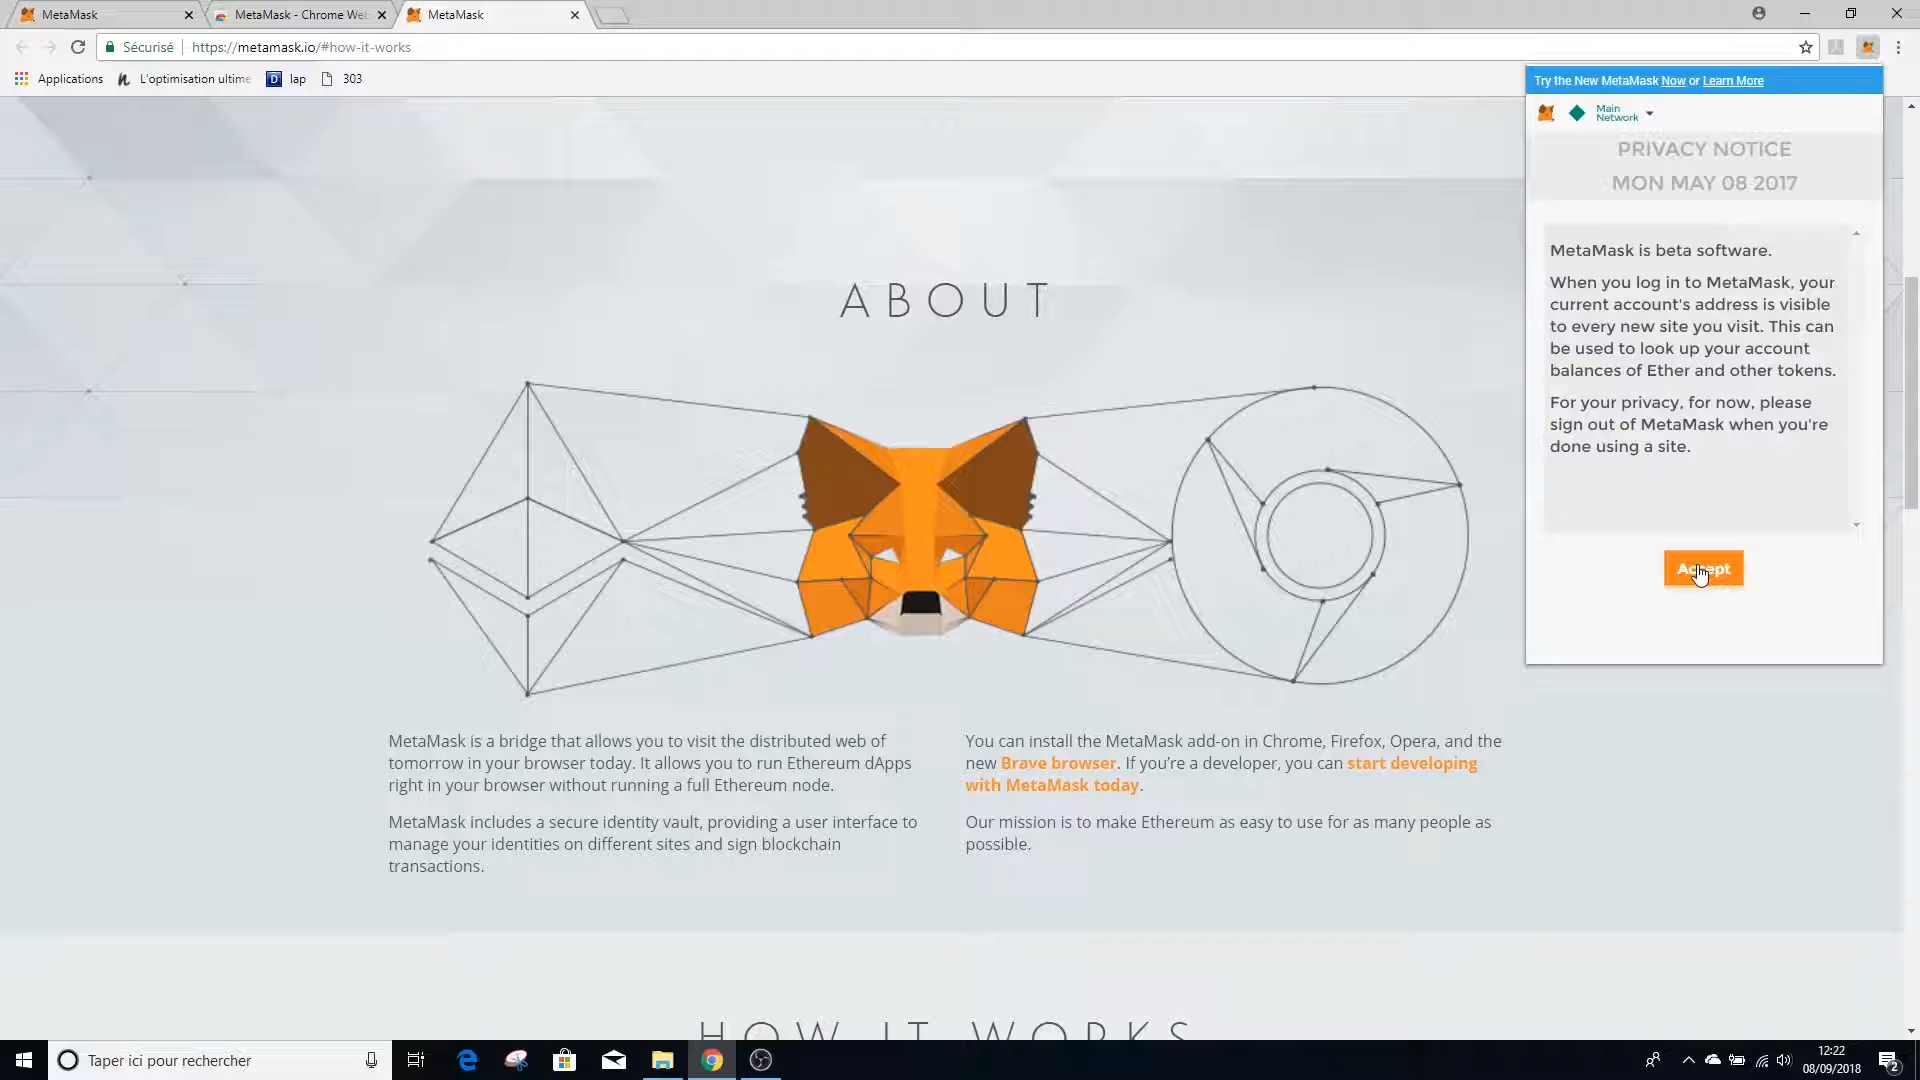 MetaMask
MetaMask - Chrome Web
MetaMask
Sécurisé
https://metamask.io/#how-it-works
Applications
L'optimisation ultime
lap
303
Try the New MetaMask Now or Learn More
Main
Network
PRIVACY NOTICE
MON MAY 08 2017
MetaMask is beta software.
When you log in to MetaMask, your
current account's address is visible
to every new site you visit. This can
be used to look up your account
balances of Ether and other tokens.
For your privacy, for now, please
sign out of MetaMask when you're
done using a site.
Accept
ABOUT
MetaMask is a bridge that allows you to visit the distributed web of
tomorrow in your browser today. It allows you to run Ethereum dApps
right in your browser without running a full Ethereum node.
MetaMask includes a secure identity vault, providing a user interface to
manage your identities on different sites and sign blockchain
transactions.
You can install the MetaMask add-on in Chrome, Firefox, Opera, and the
new Brave browser. If you're a developer, you can start developing
with MetaMask today.
Our mission is to make Ethereum as easy to use for as many people as
possible.
HOW IT WORKS
Taper ici pour rechercher
12:22
08/09/2018
2